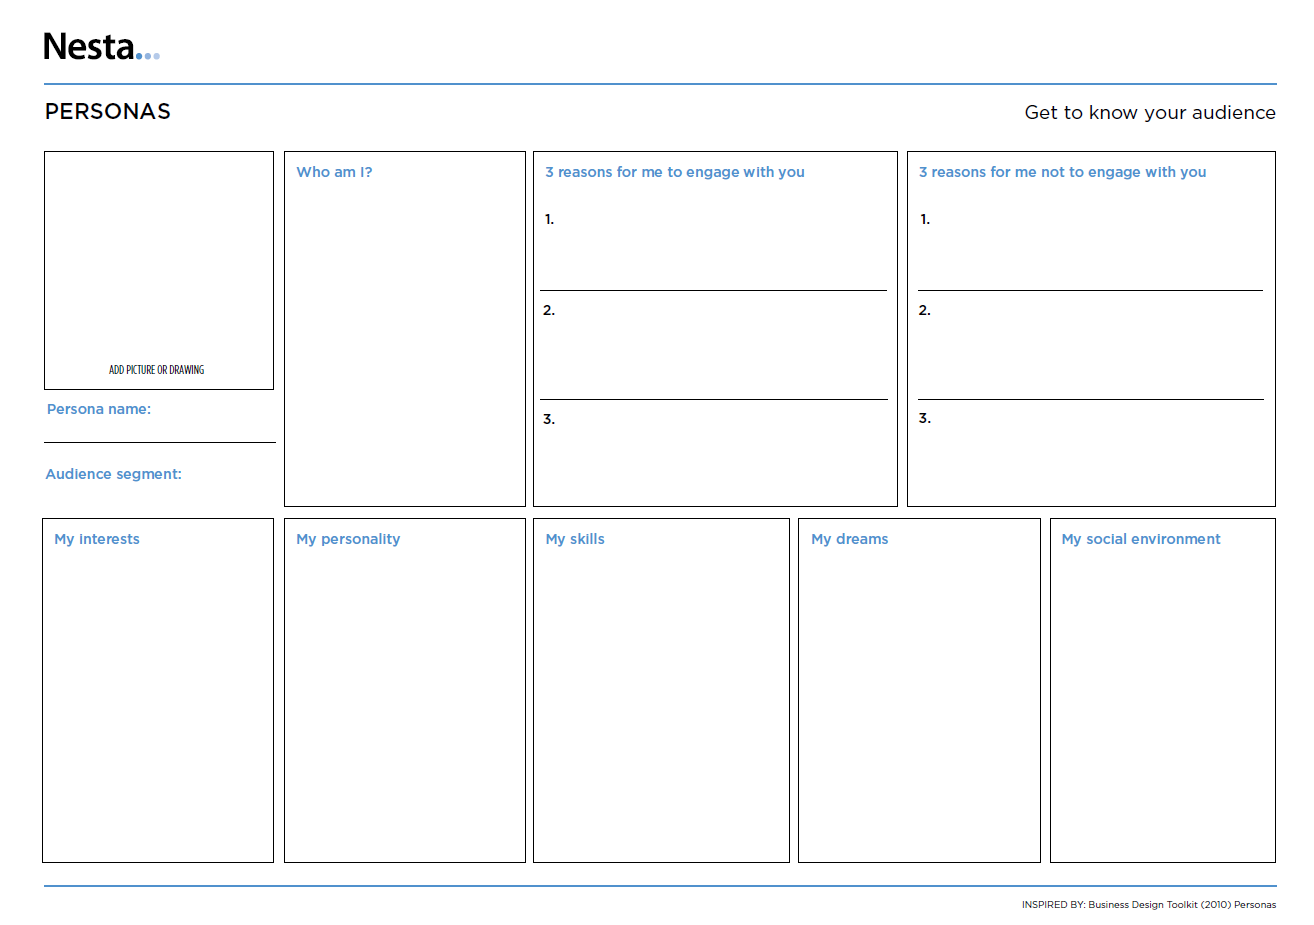 Nesta...
PERSONAS
Get to know your audience
ADD PICTURE OR DRAWING
Persona name:
Audience segment:
Who am I?
3 reasons for me to engage with you
1.
2.
3.
3 reasons for me not to engage with you
1.
2.
3.
My interests
My personality
My skills
My dreams
My social environment
INSPIRED BY: Business Design Toolkit (2010) Personas